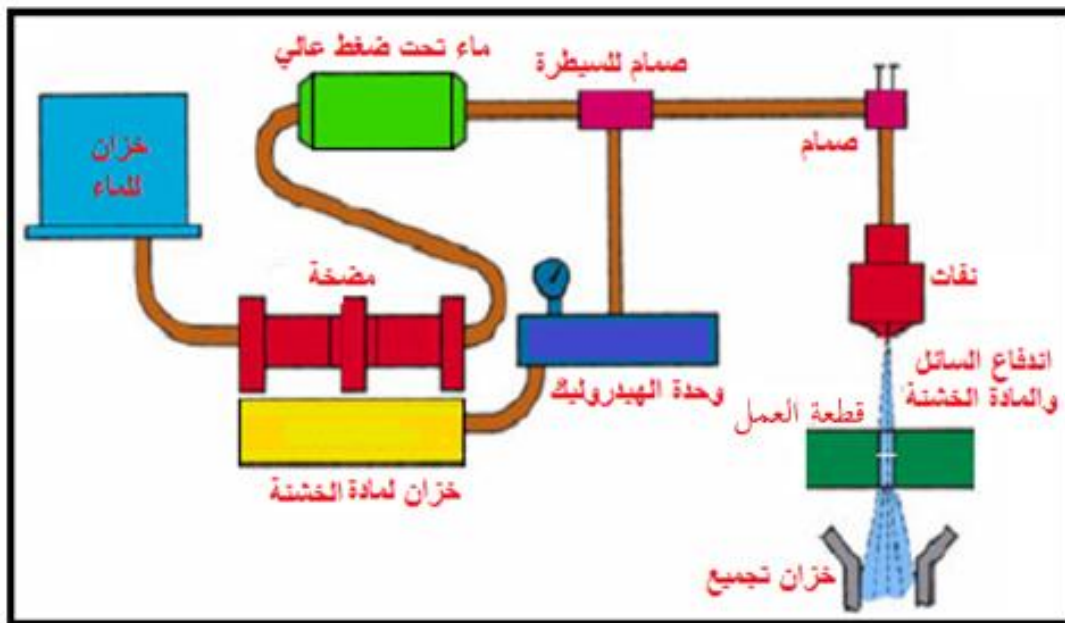 ماء تحت ضغط عالي
صمام للسيطرة
خزان
للماء
صمام
مضخة
نفاث
اندفاع السائل
والمادة الخشنة
وحدة الهيدروليك
قطعة العمل
خزان لمادة الخشنة
خزان تجميع